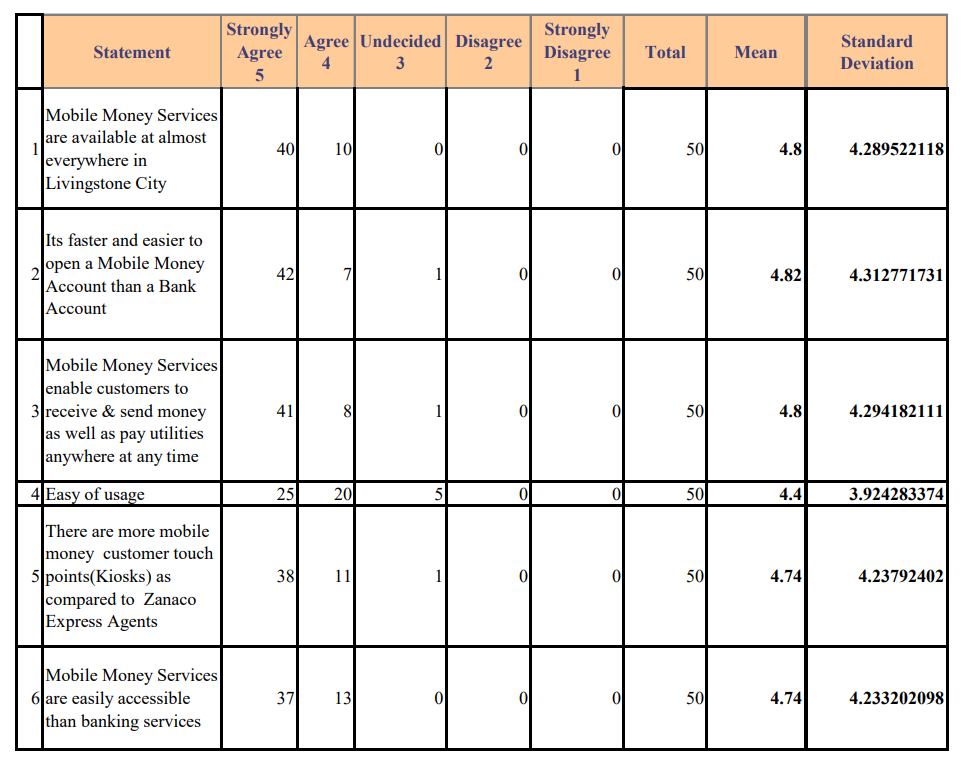 Statement Strongly Agree 5 Agree 4 Undecided 3 Disagree 2 Strongly Disagree 1 Total Mean Standard Deviation
1 Mobile Money Services are available at almost everywhere in Livingstone City 40 10 0 0 0 50 4.8 4.289522118
2 Its faster and easier to open a Mobile Money Account than a Bank Account 42 7 1 0 0 50 4.82 4.312771731
3 Mobile Money Services enable customers to receive & send money as well as pay utilities anywhere at any time 41 8 1 0 0 50 4.8 4.294182111
4 Easy of usage 25 20 5 0 0 50 4.4 3.924283374
5 There are more mobile money customer touch points(Kiosks) as compared to Zanaco Express Agents 38 11 1 0 0 50 4.74 4.23792402
6 Mobile Money Services are easily accessible than banking services 37 13 0 0 0 50 4.74 4.233202098